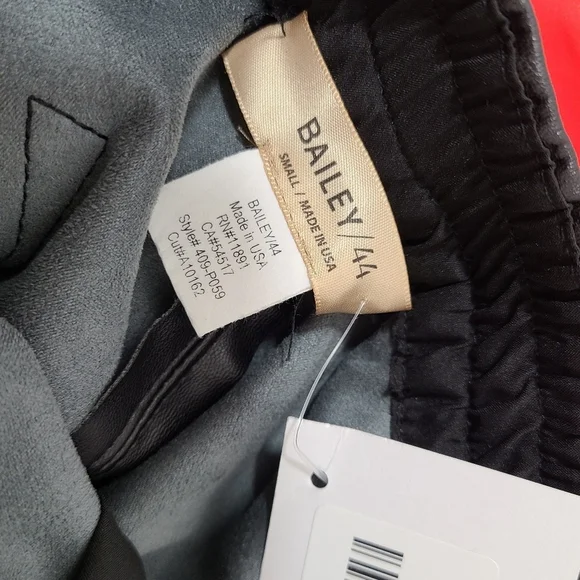 BAILEY/44
SMALL / MADE IN USA
BAILEY/44
Made in USA
RN#11891
CA#54517
Style# 409-P059
Cut#A10162